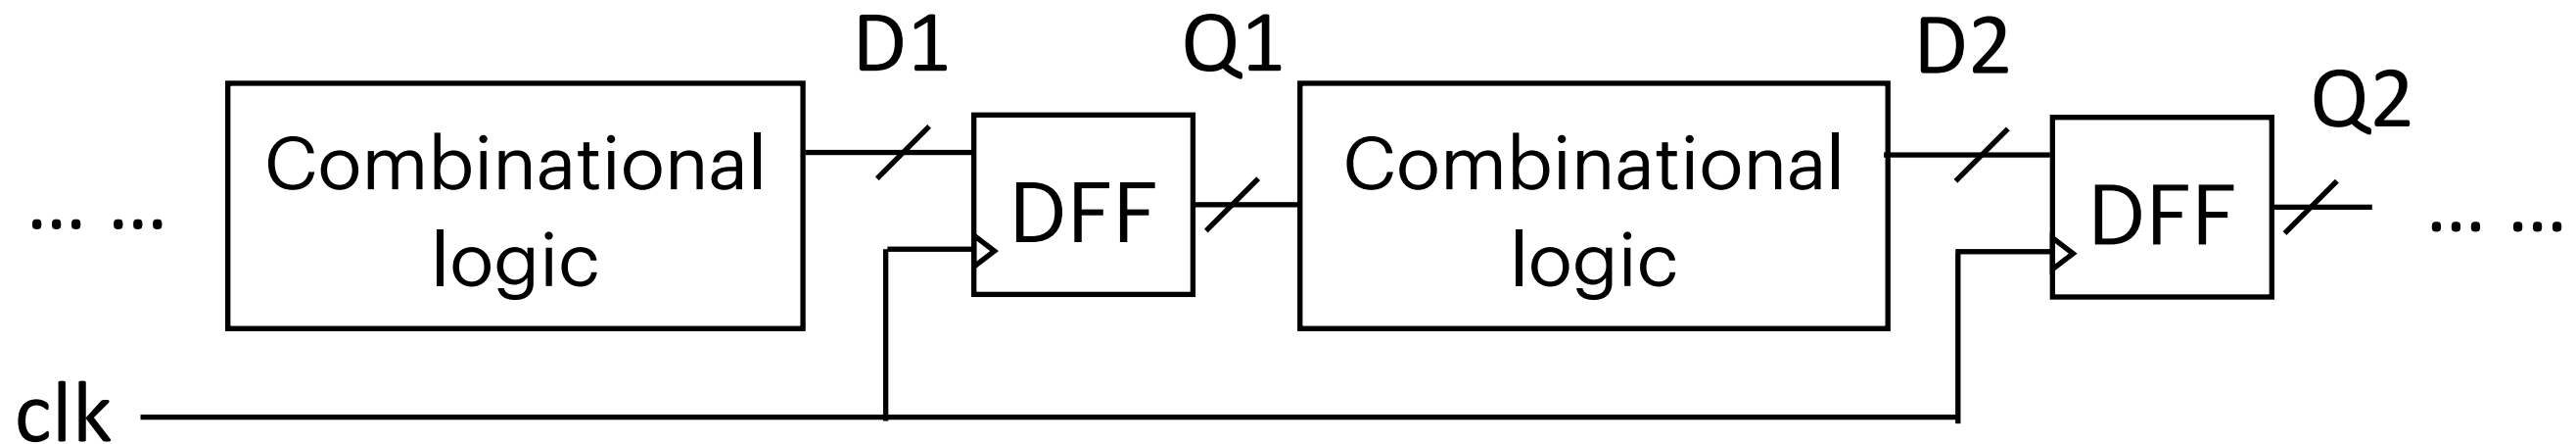 D1
Q1
D2
Q2
Combinational
logic
DFF
Combinational
logic
DFF
... ...
... ...
clk